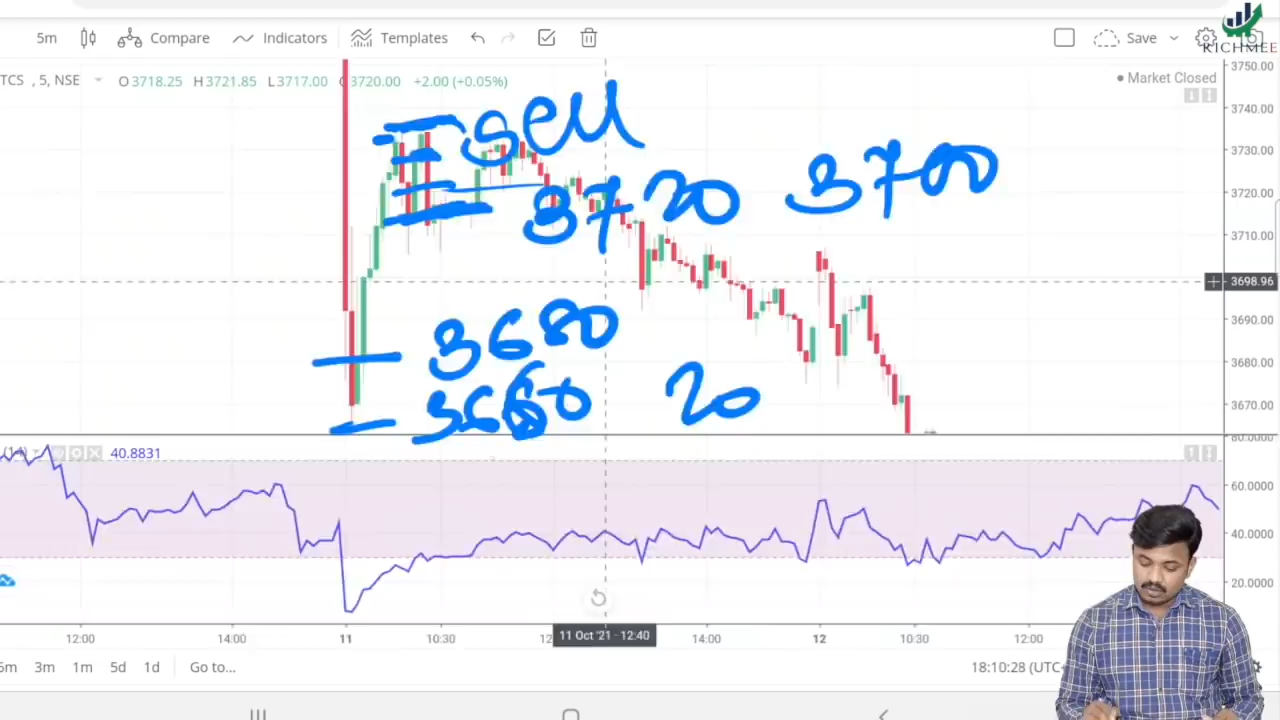 5m Compare Indicators Templates Save
RICHMEE
TCS , 5, NSE O3718.25 H3721.85 L3717.00 3720.00 +2.00 (+0.05%)
Market Closed
3750.00
3740.00
3730.00
3720.00
3710.00
3698.96
3690.00
3680.00
3670.00
sell
3720 3700
3680
3660 20
40.8831
80.0000
60.0000
40.0000
20.0000
12:00 14:00 11 10:30 11 Oct '21 - 12:40 14:00 12 10:30 12:00
3m 1m 5d 1d Go to...
18:10:28